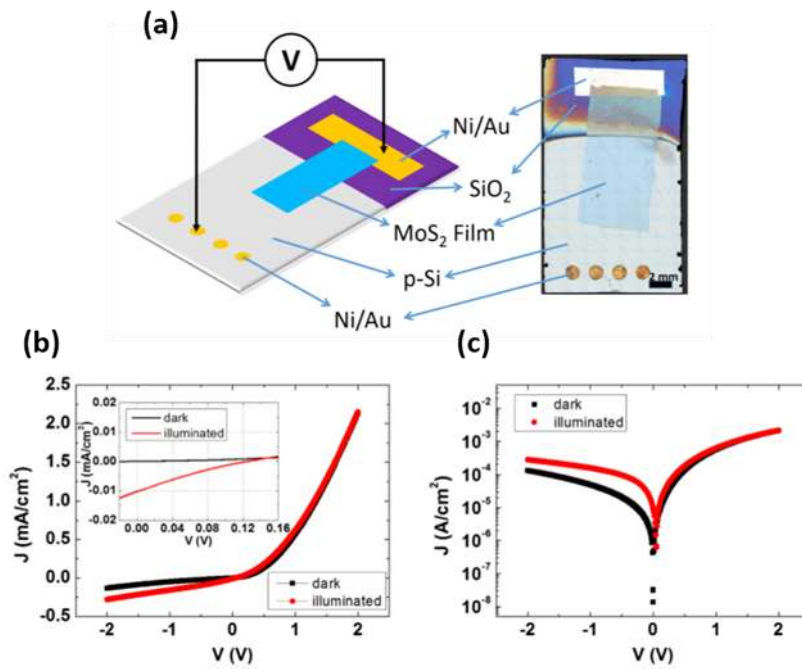 (a)
V
Ni/Au
SiO₂
MoS₂ Film
p-Si
Ni/Au
2 mm
(b)
2.5
2.0
1.5
1.0
0.5
0.0
-0.5
J (mA/cm²)
-2
-1
0
1
2
V (V)
dark
illuminated
0.02
0.01
0.00
-0.01
-0.02
J (mA/cm²)
0.00
0.04
0.08
0.12
0.16
V (V)
dark
illuminated
(c)
10⁻¹
10⁻²
10⁻³
10⁻⁴
10⁻⁵
10⁻⁶
10⁻⁷
10⁻⁸
J (A/cm²)
-2
-1
0
1
2
V (V)
dark
illuminated